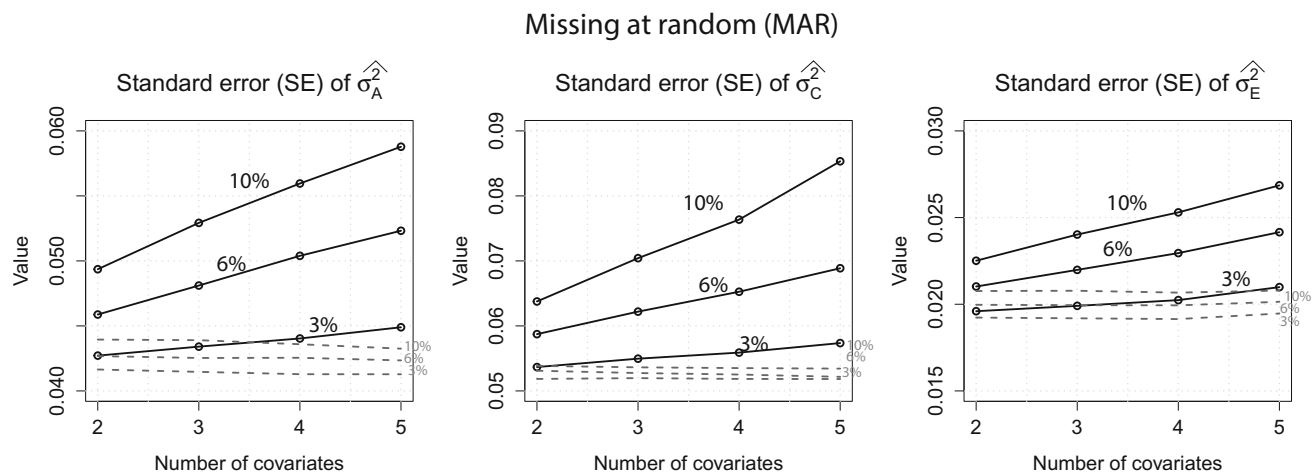 Missing at random (MAR)
Standard error (SE) of σ̂²_A
Value
0.040 0.050 0.060
10%
6%
3%
10%
6%
3%
2 3 4 5
Number of covariates
Standard error (SE) of σ̂²_C
Value
0.05 0.06 0.07 0.08 0.09
10%
6%
3%
10%
6%
3%
2 3 4 5
Number of covariates
Standard error (SE) of σ̂²_E
Value
0.015 0.020 0.025 0.030
10%
6%
3%
10%
6%
3%
2 3 4 5
Number of covariates